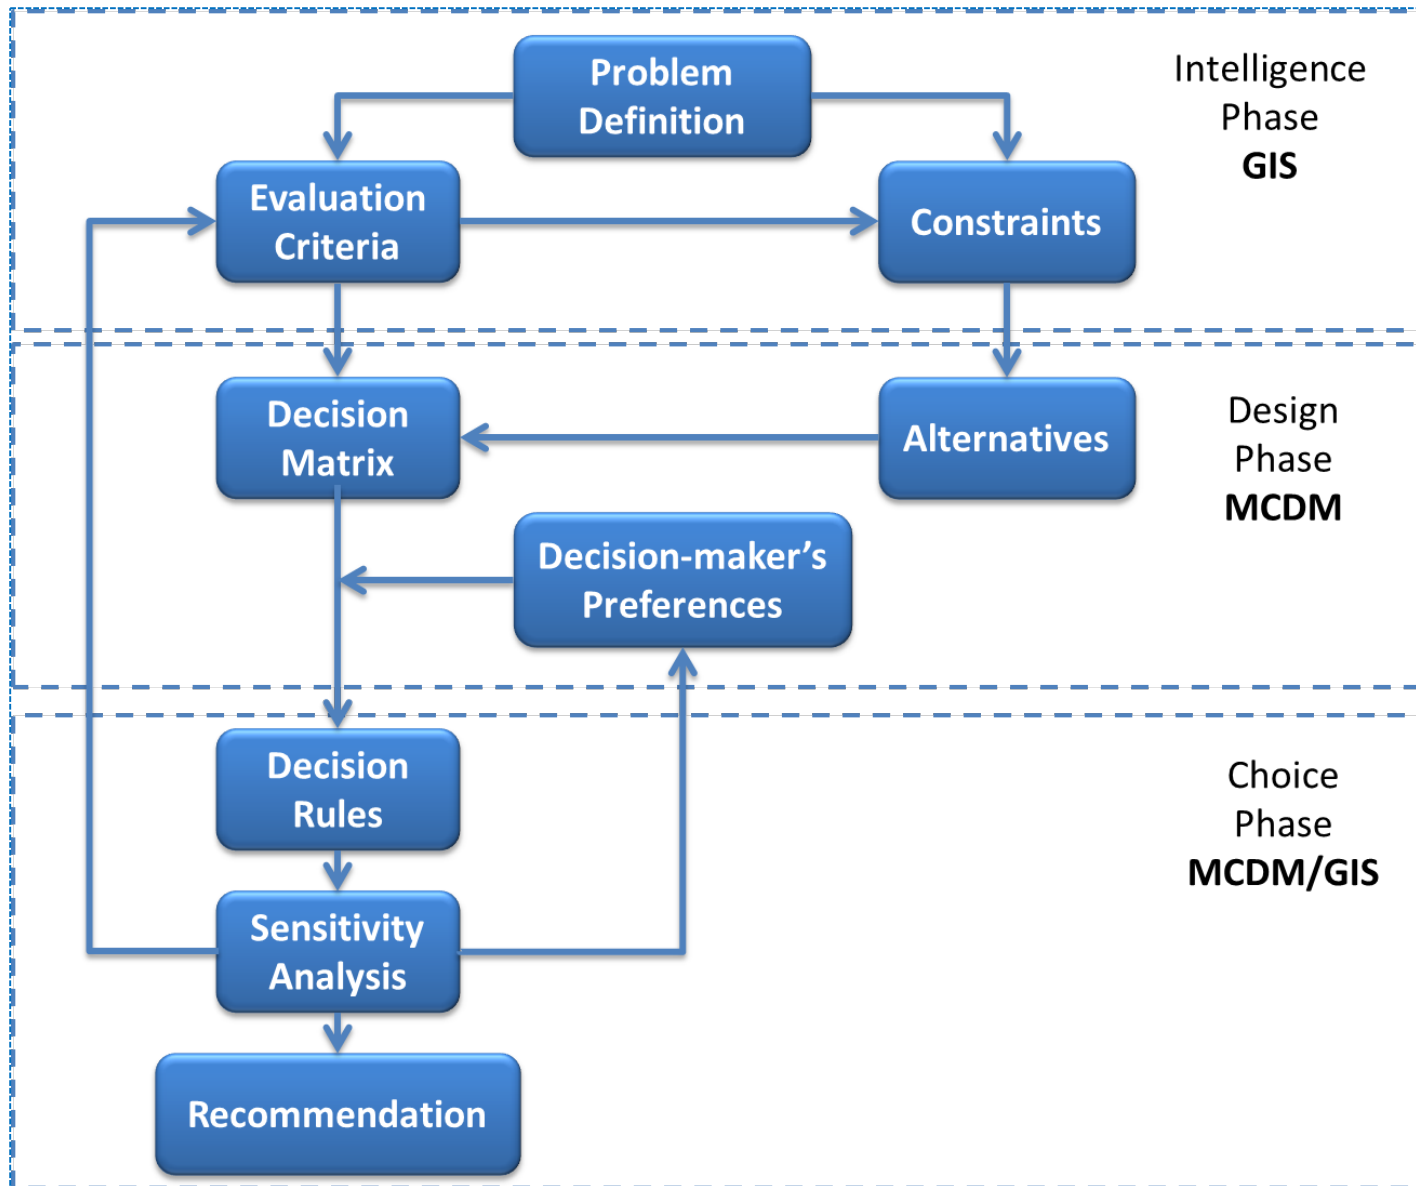 Problem
Definition
Intelligence
Phase
GIS
Evaluation
Criteria
Constraints
Decision
Matrix
Alternatives
Design
Phase
MCDM
Decision-maker’s
Preferences
Decision
Rules
Choice
Phase
MCDM/GIS
Sensitivity
Analysis
Recommendation